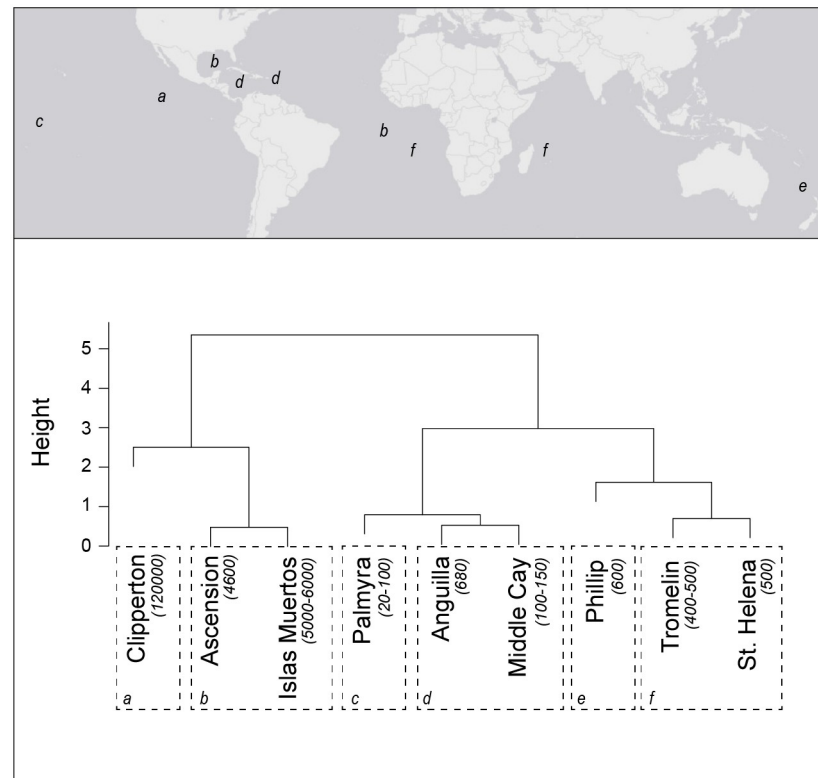 b
d
d
a
c
b
f
f
e
Height
5
4
3
2
1
0
Clipperton
(120000)
Ascension
(4600)
Islas Muertos
(5000-6000)
Palmyra
(20-100)
Anguilla
(680)
Middle Cay
(100-150)
Phillip
(600)
Tromelin
(400-500)
St. Helena
(500)
a
b
c
d
e
f